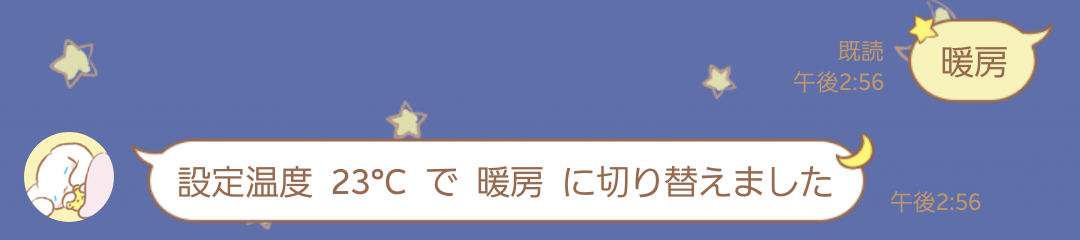 既読
午後2:56
暖房
設定温度 23℃ で 暖房 に切り替えました
午後2:56